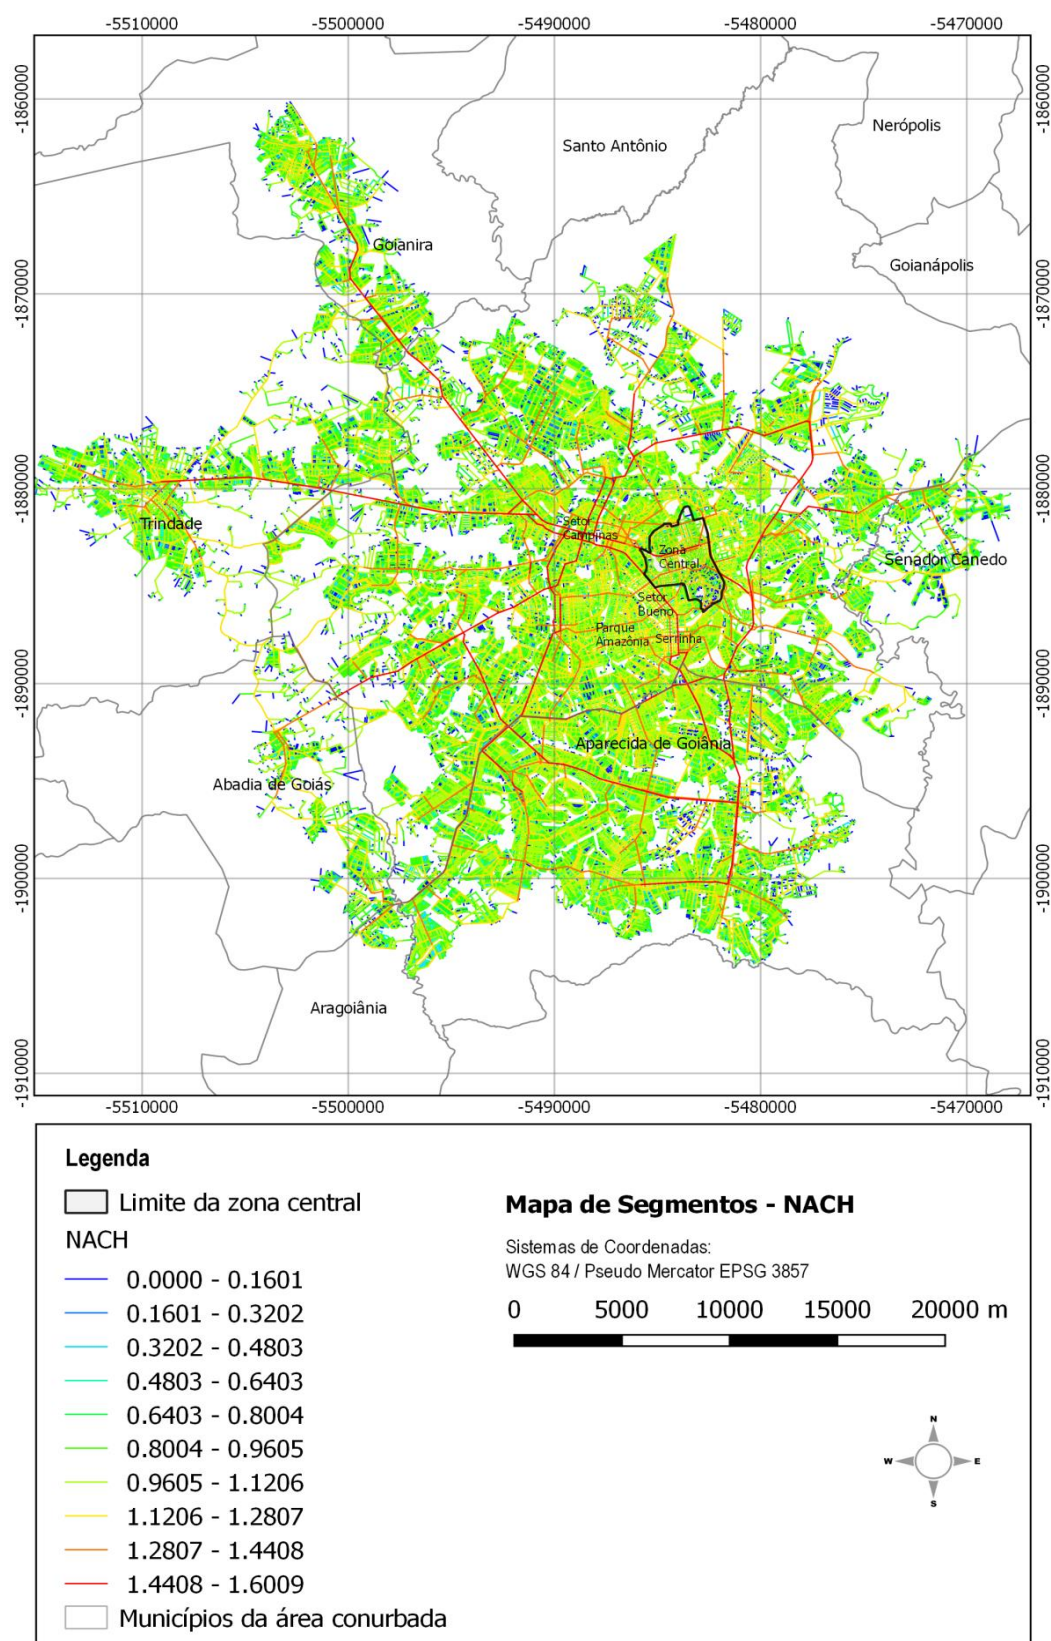 -5510000 -5500000 -5490000 -5480000 -5470000
-1860000 -1860000
Nerópolis
Santo Antônio
Goianira
Goianápolis
-1870000 -1870000
-1880000 -1880000
Trindade
Setor
Campinas
Zona
Central
Senador Canedo
Setor
Bueno
Parque
Amazônia
Serrinha
-1890000 -1890000
Aparecida de Goiânia
Abadia de Goiás
-1900000 -1900000
Aragoiânia
-1910000 -1910000
-5510000 -5500000 -5490000 -5480000 -5470000
Legenda
Limite da zona central
NACH
0.0000 - 0.1601
0.1601 - 0.3202
0.3202 - 0.4803
0.4803 - 0.6403
0.6403 - 0.8004
0.8004 - 0.9605
0.9605 - 1.1206
1.1206 - 1.2807
1.2807 - 1.4408
1.4408 - 1.6009
Municípios da área conurbada
Mapa de Segmentos - NACH
Sistemas de Coordenadas:
WGS 84 / Pseudo Mercator EPSG 3857
0 5000 10000 15000 20000 m
N
W E
S